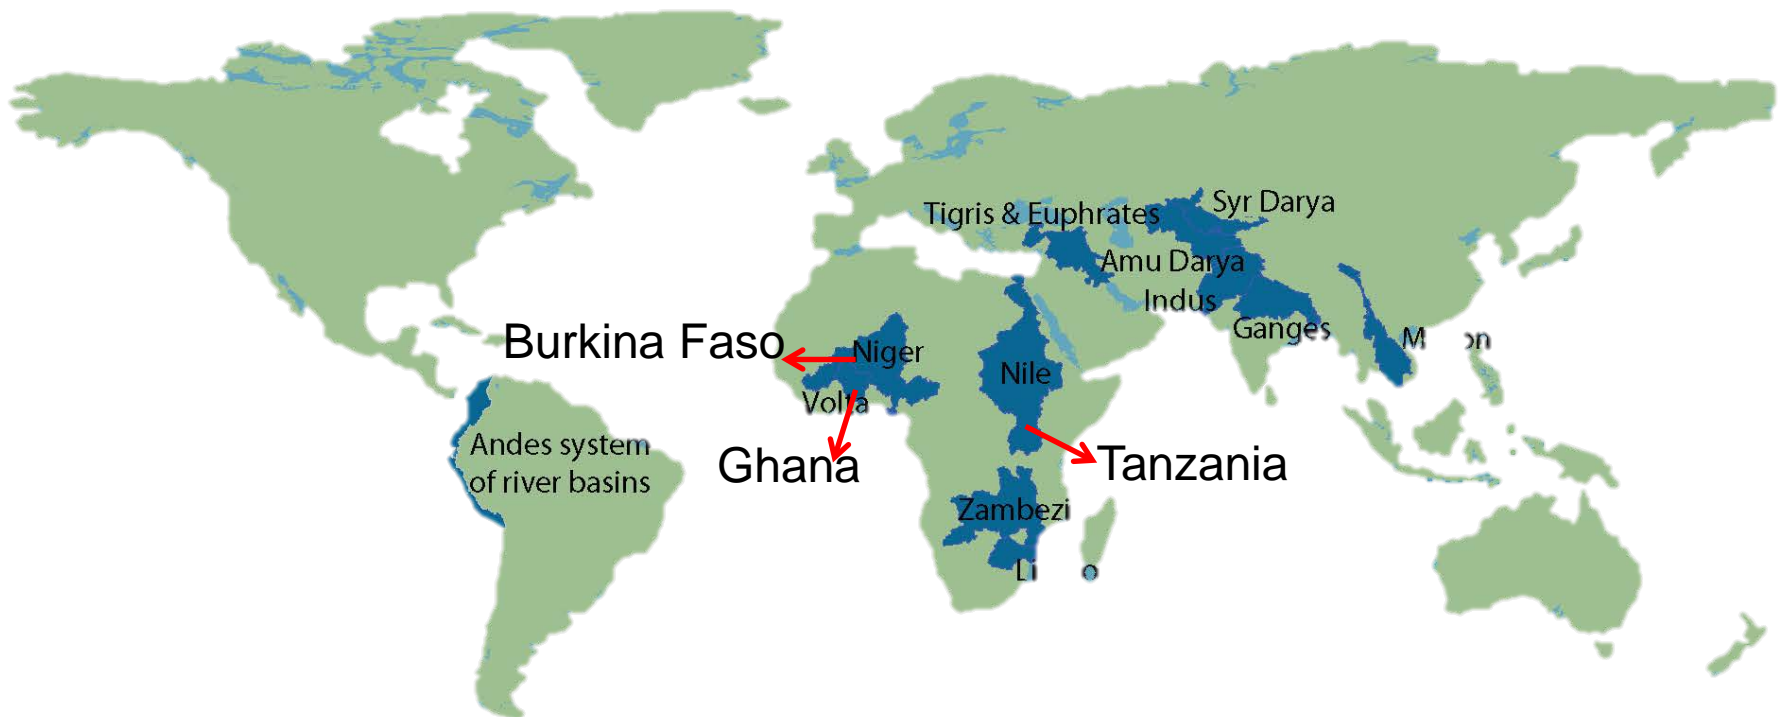 Syr Darya
Tigris & Euphrates
Amu Darya
Indus
Ganges
Burkina Faso
Niger
Nile
Volta
Andes system
of river basins
Ghana
Tanzania
Zambezi